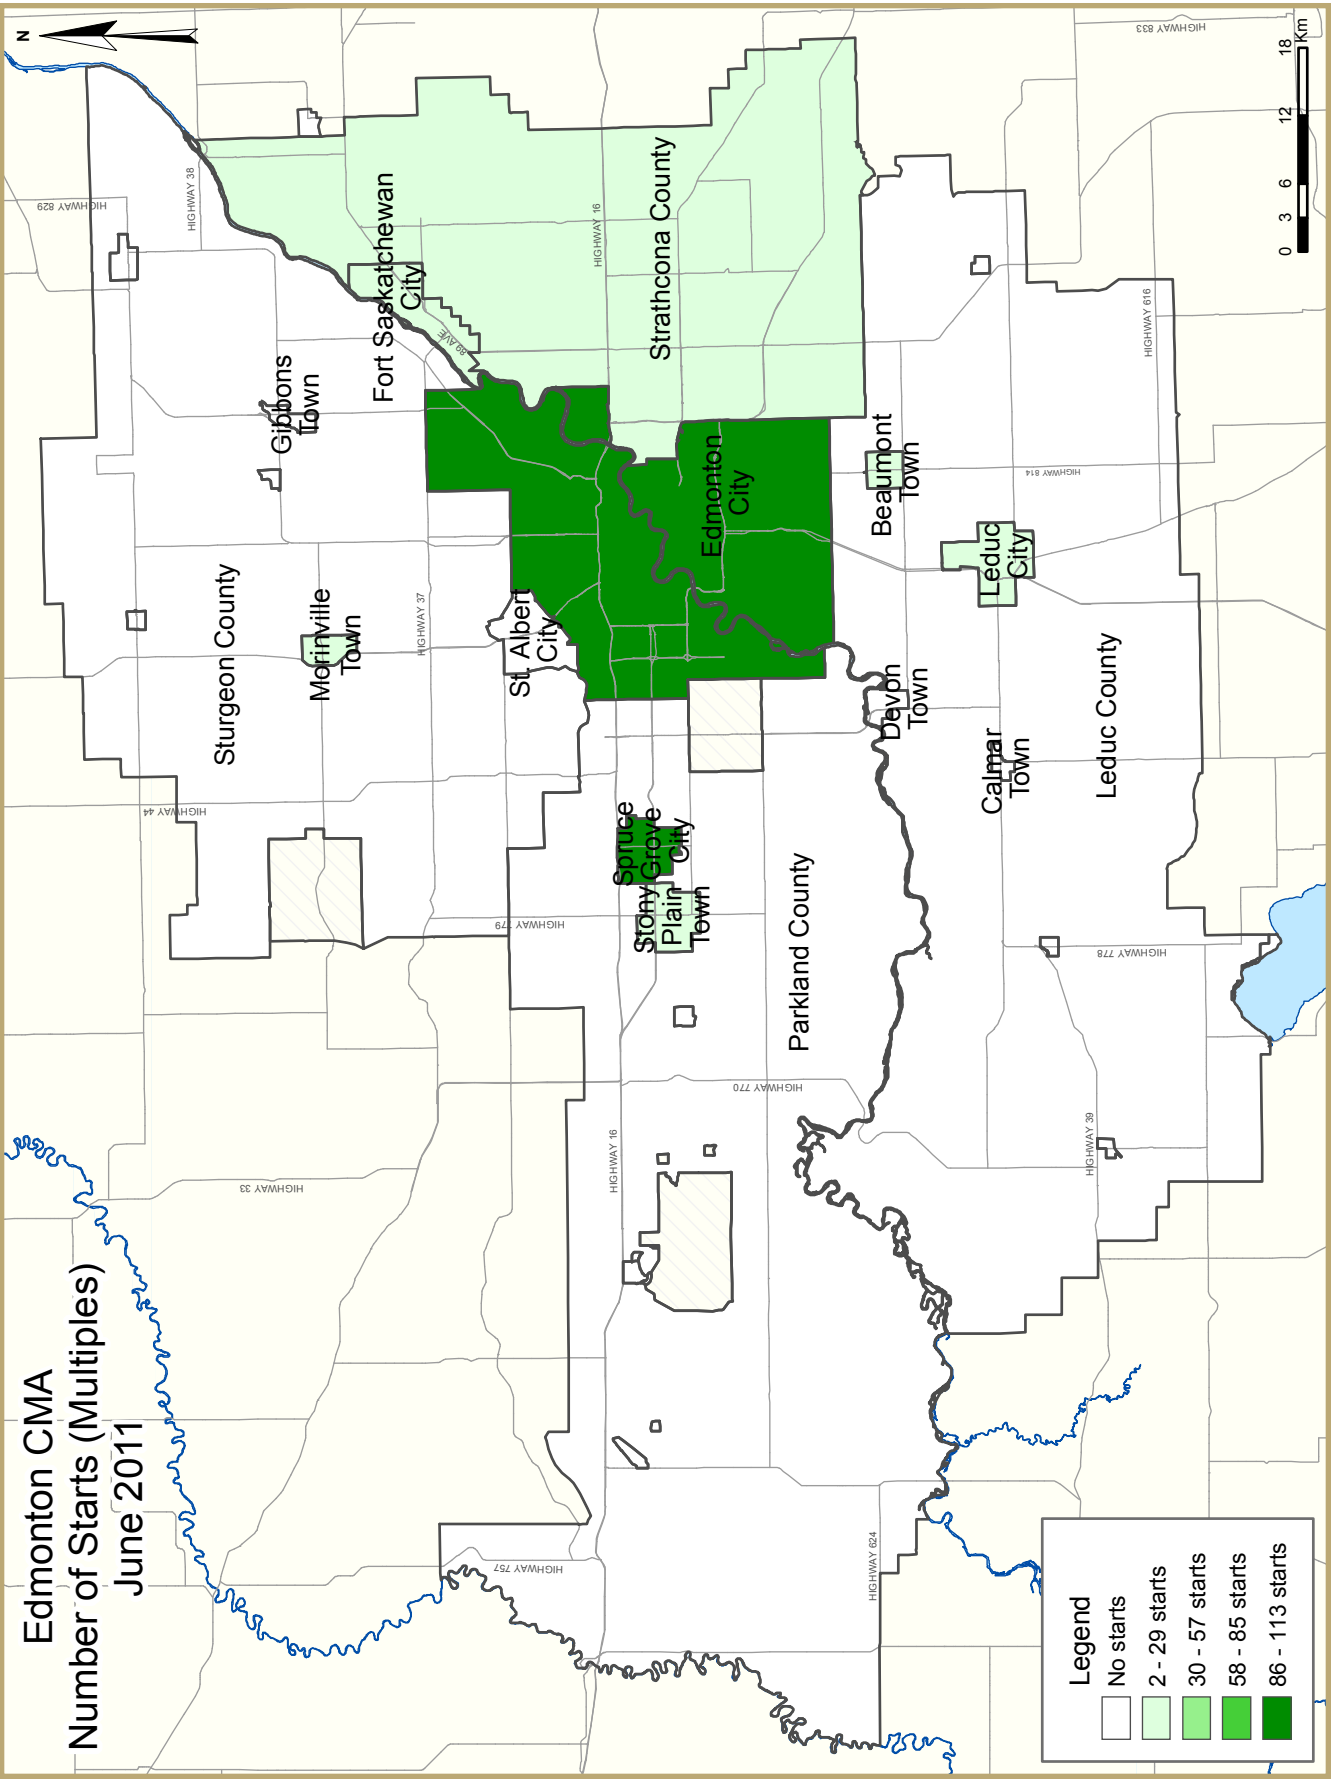 Edmonton CMA
Number of Starts (Multiples)
June 2011
N
HIGHWAY 829
HIGHWAY 38
HIGHWAY 833
Fort Saskatchewan
City
89 AVE
HIGHWAY 16
Strathcona County
Gibbons
Town
Sturgeon County
Morinville
Town
HIGHWAY 37
St. Albert
City
HIGHWAY 44
Edmonton
City
Beaumont
Town
HIGHWAY 814
HIGHWAY 616
Leduc
City
Devon
Town
Calmar
Town
Leduc County
Spruce
Grove
City
Stony
Plain
Town
HIGHWAY 779
Parkland County
HIGHWAY 770
HIGHWAY 778
HIGHWAY 39
HIGHWAY 16
HIGHWAY 33
HIGHWAY 757
HIGHWAY 624
0 3 6 12 18
Km
Legend
No starts
2 - 29 starts
30 - 57 starts
58 - 85 starts
86 - 113 starts